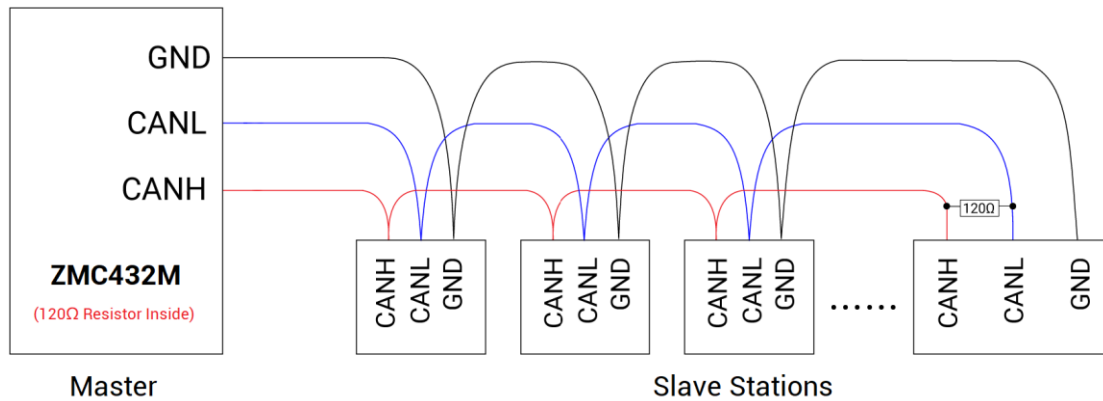 GND
CANL
CANH
ZMC432M
(120Ω Resistor Inside)
Master
CANH
CANL
GND
CANH
CANL
GND
CANH
CANL
GND
......
120Ω
CANH
CANL
GND
Slave Stations